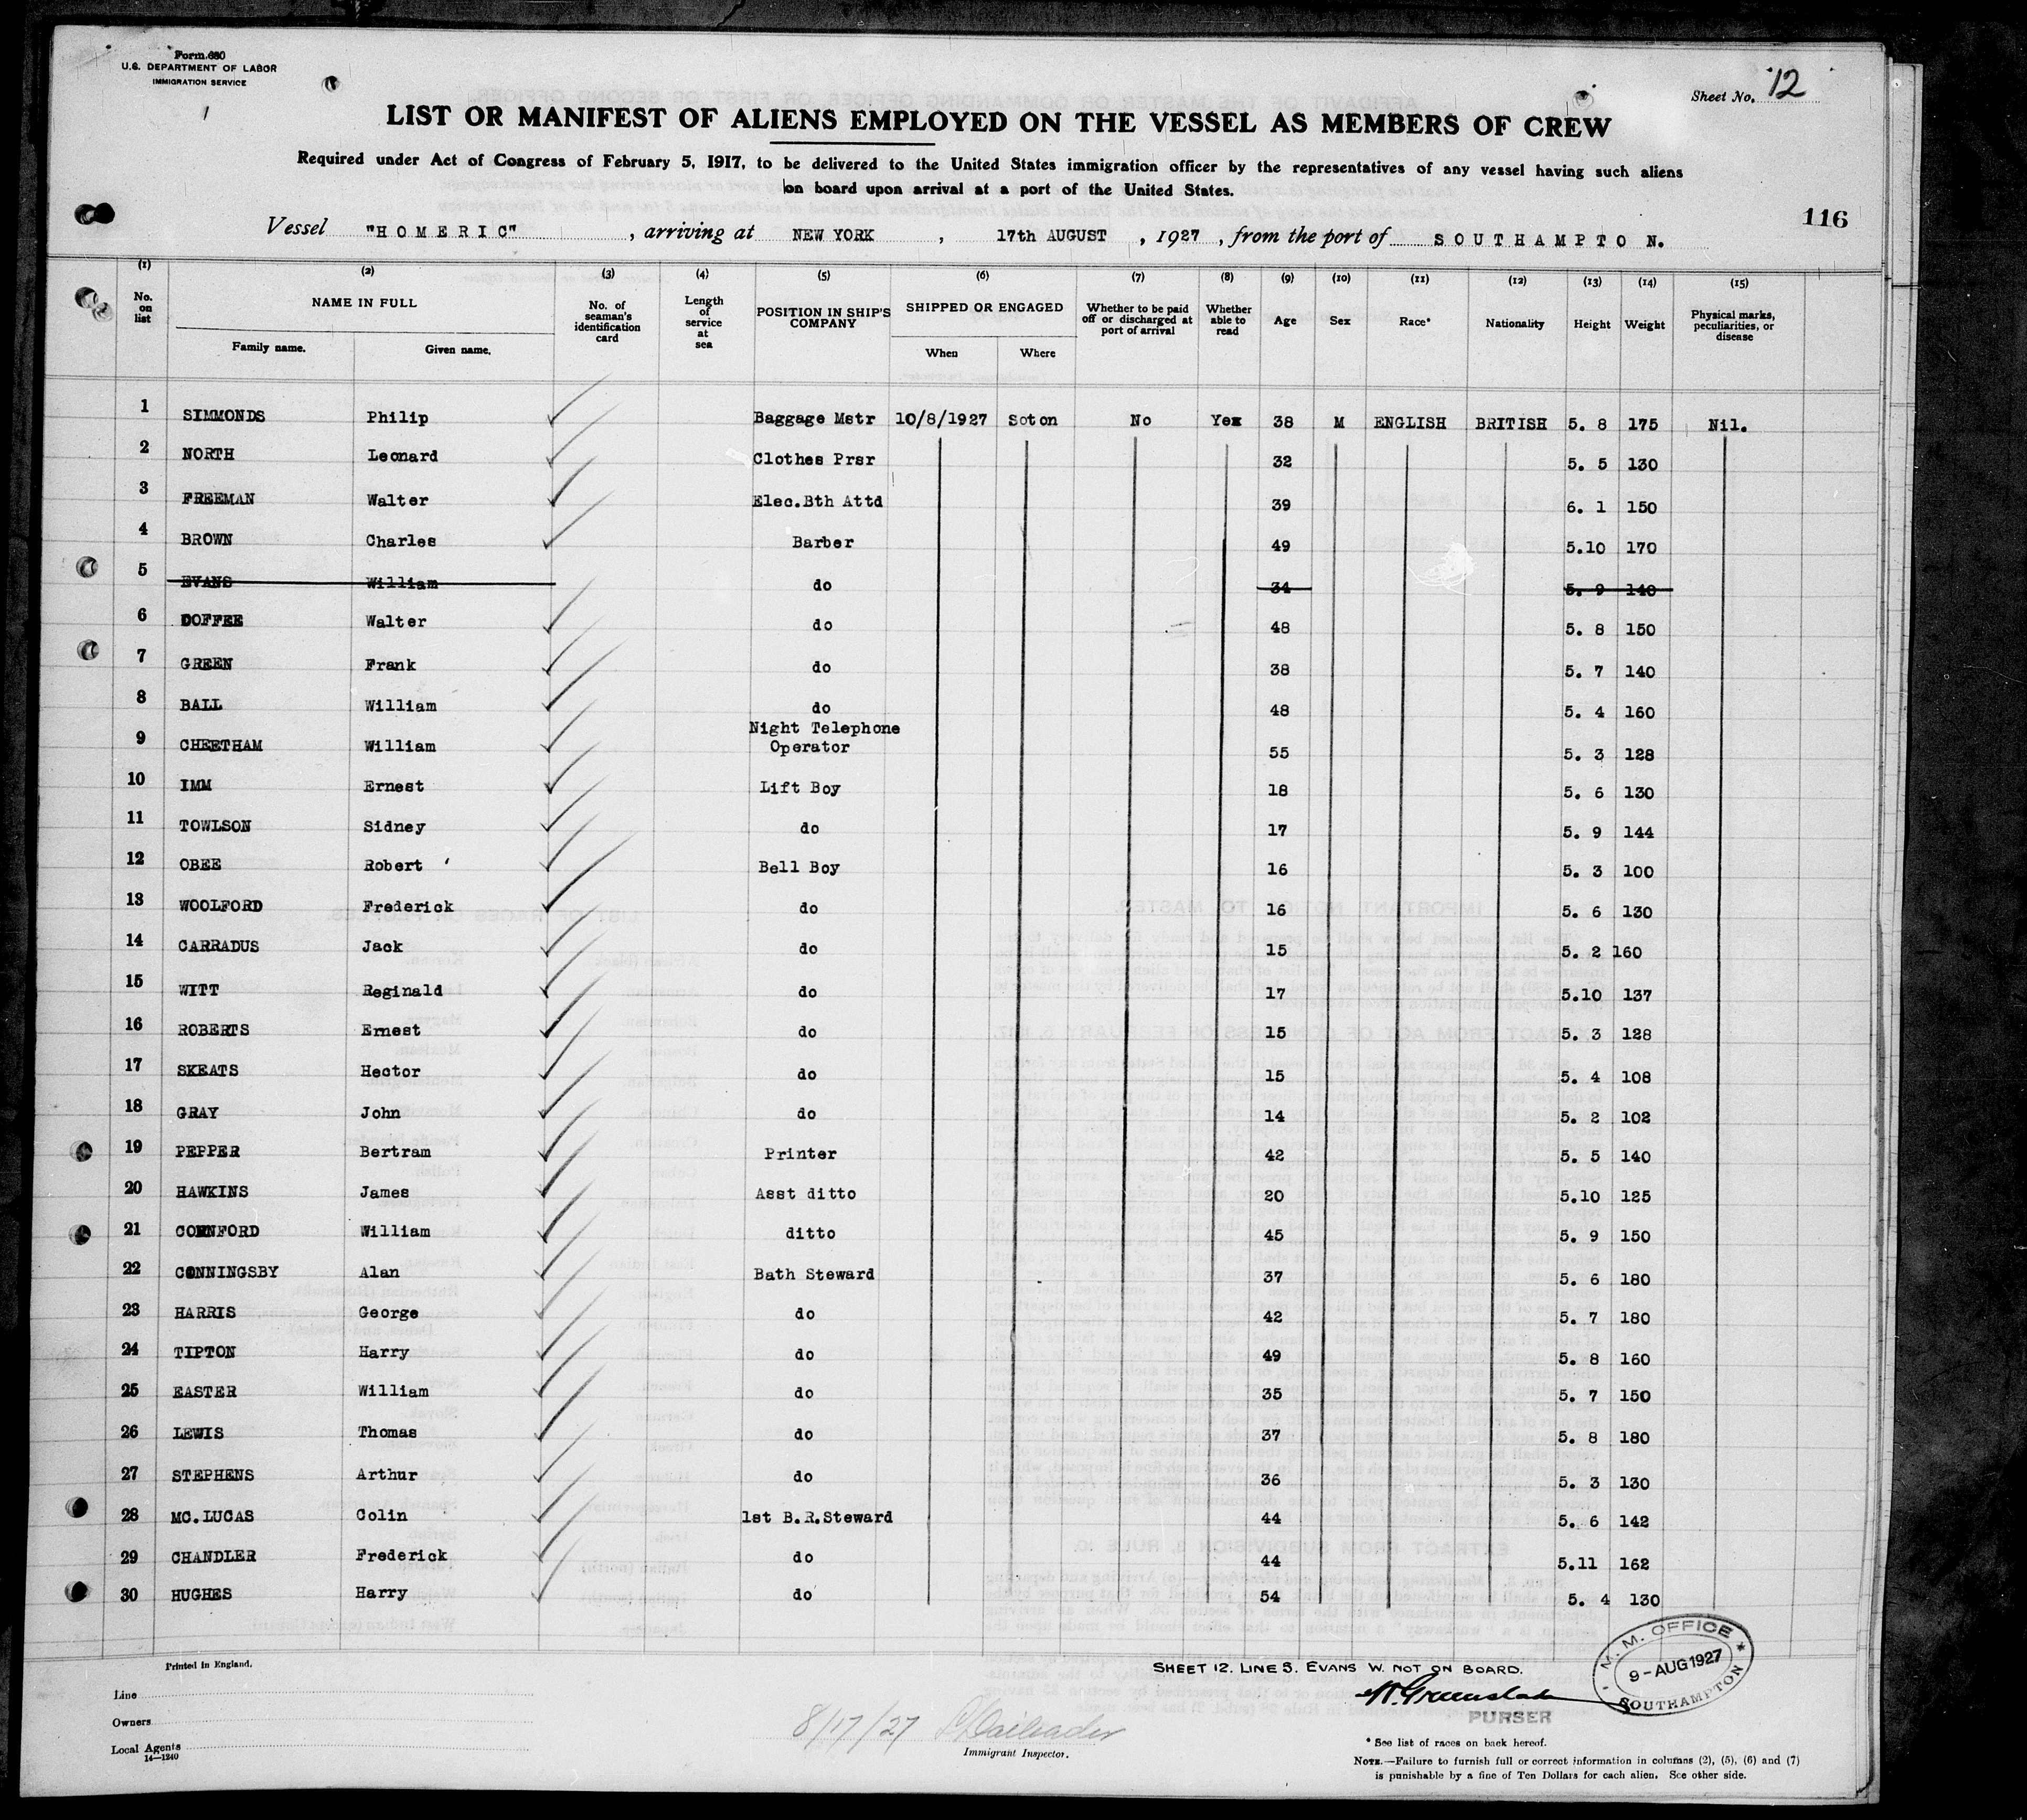 Form 680
U.S. DEPARTMENT OF LABOR
IMMIGRATION SERVICE
Sheet No. 12
LIST OR MANIFEST OF ALIENS EMPLOYED ON THE VESSEL AS MEMBERS OF CREW
Required under Act of Congress of February 5, 1917, to be delivered to the United States immigration officer by the representatives of any vessel having such aliens
on board upon arrival at a port of the United States.
116
Vessel "HOMERIC", arriving at NEW YORK, 17th AUGUST, 1927, from the port of SOUTHAMPTON.
(1) (2) (3) (4) (5) (6) (7) (8) (9) (10) (11) (12) (13) (14) (15)
No. on list NAME IN FULL Family name. Given name. No. of seaman's identification card Length of service at sea POSITION IN SHIP'S COMPANY SHIPPED OR ENGAGED When Where Whether to be paid off or discharged at port of arrival Whether able to read Age Sex Race* Nationality Height Weight Physical marks, peculiarities, or disease
1 SIMMONDS Philip Baggage Mstr 10/8/1927 Soton No Yes 38 M ENGLISH BRITISH 5. 8 175 Nil.
2 NORTH Leonard Clothes Prsr 32 5. 5 130
3 FREEMAN Walter Elec.Bth Attd 39 6. 1 150
4 BROWN Charles Barber 49 5.10 170
5 EVANS William do 34 5. 9 140
6 DOFFEE Walter do 48 5. 8 150
7 GREEN Frank do 38 5. 7 140
8 BALL William do 48 5. 4 160
9 CHEETHAM William Night Telephone Operator 55 5. 3 128
10 IMM Ernest Lift Boy 18 5. 6 130
11 TOWLSON Sidney do 17 5. 9 144
12 OBEE Robert Bell Boy 16 5. 3 100
13 WOOLFORD Frederick do 16 5. 6 130
14 CARRADUS Jack do 15 5. 2 160
15 WITT Reginald do 17 5.10 137
16 ROBERTS Ernest do 15 5. 3 128
17 SKEATS Hector do 15 5. 4 108
18 GRAY John do 14 5. 2 102
19 PEPPER Bertram Printer 42 5. 5 140
20 HAWKINS James Asst ditto 20 5.10 125
21 CORNFORD William ditto 45 5. 9 150
22 CONNINGSBY Alan Bath Steward 37 5. 6 180
23 HARRIS George do 42 5. 7 180
24 TIPTON Harry do 49 5. 8 160
25 EASTER William do 35 5. 7 150
26 LEWIS Thomas do 37 5. 8 180
27 STEPHENS Arthur do 36 5. 3 130
28 MC.LUCAS Colin 1st B.R.Steward 44 5. 6 142
29 CHANDLER Frederick do 44 5.11 162
30 HUGHES Harry do 54 5. 4 130
Printed in England.
SHEET 12. LINE 5. EVANS W. NOT ON BOARD.
M. M. OFFICE
9-AUG 1927
SOUTHAMPTON
PURSER
Line
Owners
Local Agents
14—1240
8/17/27
Immigrant Inspector.
* See list of races on back hereof.
NOTE.—Failure to furnish full or correct information in columns (2), (5), (6) and (7)
is punishable by a fine of Ten Dollars for each alien. See other side.